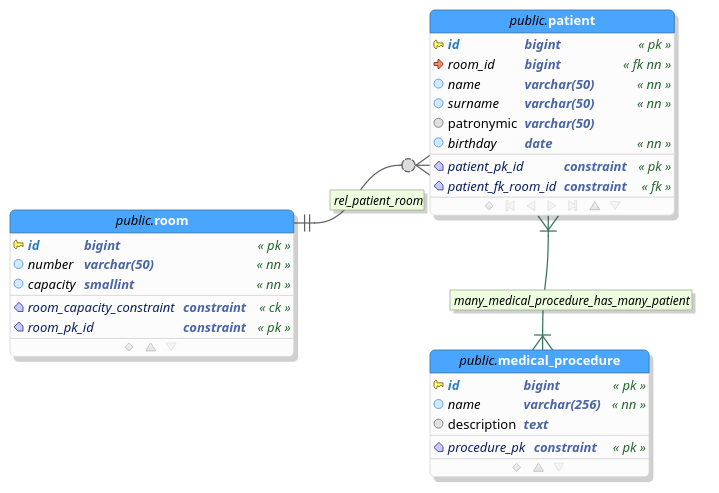 public.patient
id bigint « pk »
room_id bigint « fk nn »
name varchar(50) « nn »
surname varchar(50) « nn »
patronymic varchar(50)
birthday date « nn »
patient_pk_id constraint « pk »
patient_fk_room_id constraint « fk »
rel_patient_room
public.room
id bigint « pk »
number varchar(50) « nn »
capacity smallint « nn »
room_capacity_constraint constraint « ck »
room_pk_id constraint « pk »
many_medical_procedure_has_many_patient
public.medical_procedure
id bigint « pk »
name varchar(256) « nn »
description text
procedure_pk constraint « pk »